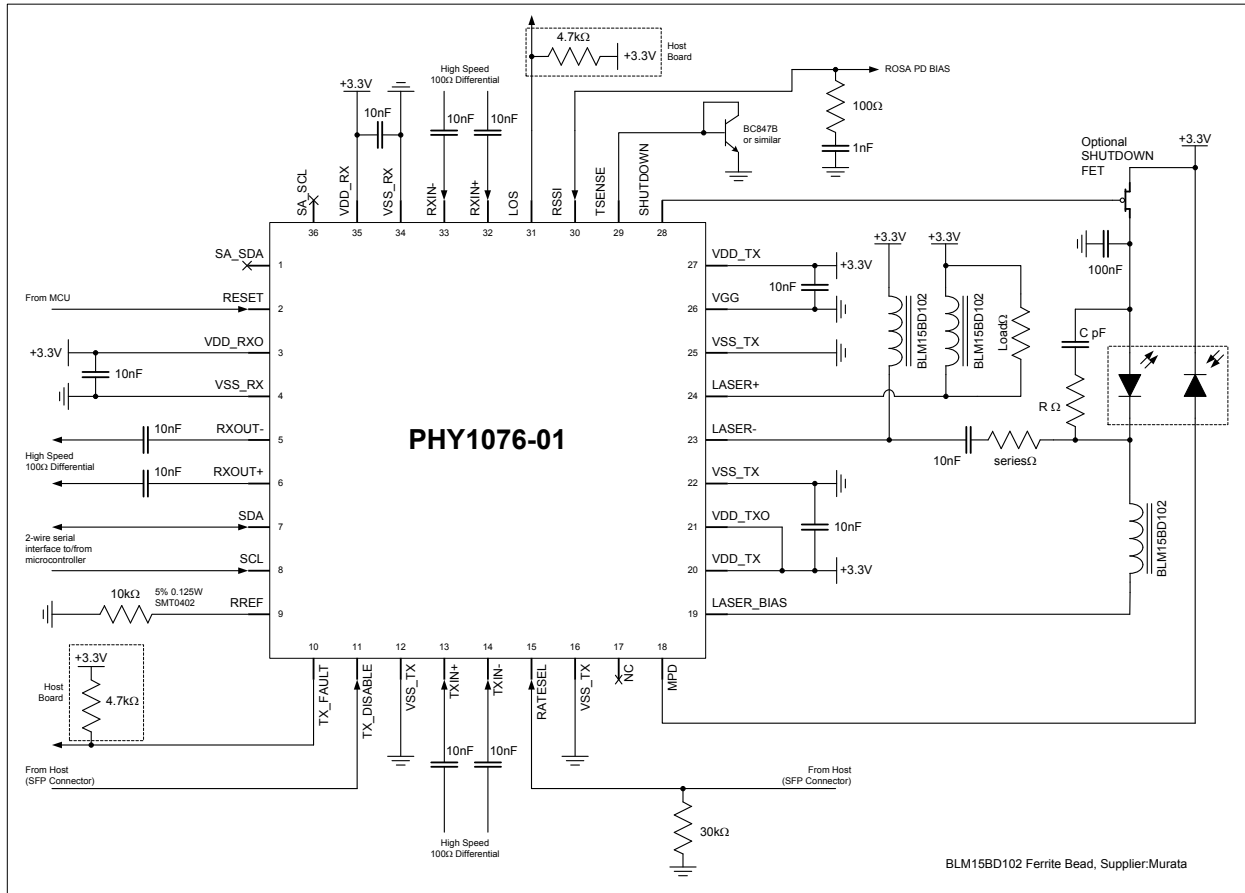 4.7kΩ
+3.3V
Host
Board
High Speed
100Ω Differential
ROSA PD BIAS
+3.3V
10nF
10nF
10nF
100Ω
1nF
BC847B
or similar
Optional
SHUTDOWN
FET
+3.3V
SA_SCL
VDD_RX
VSS_RX
RXIN-
RXIN+
LOS
RSSI
TSENSE
SHUTDOWN
36
35
34
33
32
31
30
29
28
SA_SDA
1
From MCU
RESET
2
+3.3V
VDD_RXO
3
10nF
VSS_RX
4
10nF
RXOUT-
5
High Speed
100Ω Differential
10nF
RXOUT+
6
SDA
7
2-wire serial
interface to/from
microcontroller
SCL
8
10kΩ
5% 0.125W
SMT0402
RREF
9
PHY1076-01
27
VDD_TX
+3.3V
10nF
26
VGG
25
VSS_TX
24
LASER+
23
LASER-
22
VSS_TX
21
VDD_TXO
10nF
20
VDD_TX
+3.3V
19
LASER_BIAS
+3.3V
+3.3V
BLM15BD102
BLM15BD102
LoadΩ
100nF
C pF
R Ω
10nF
seriesΩ
BLM15BD102
10
11
12
13
14
15
16
17
18
TX_FAULT
TX_DISABLE
VSS_TX
TXIN+
TXIN-
RATESEL
VSS_TX
NC
MPD
+3.3V
Host
Board
4.7kΩ
From Host
(SFP Connector)
10nF
10nF
High Speed
100Ω Differential
From Host
(SFP Connector)
30kΩ
BLM15BD102 Ferrite Bead, Supplier:Murata